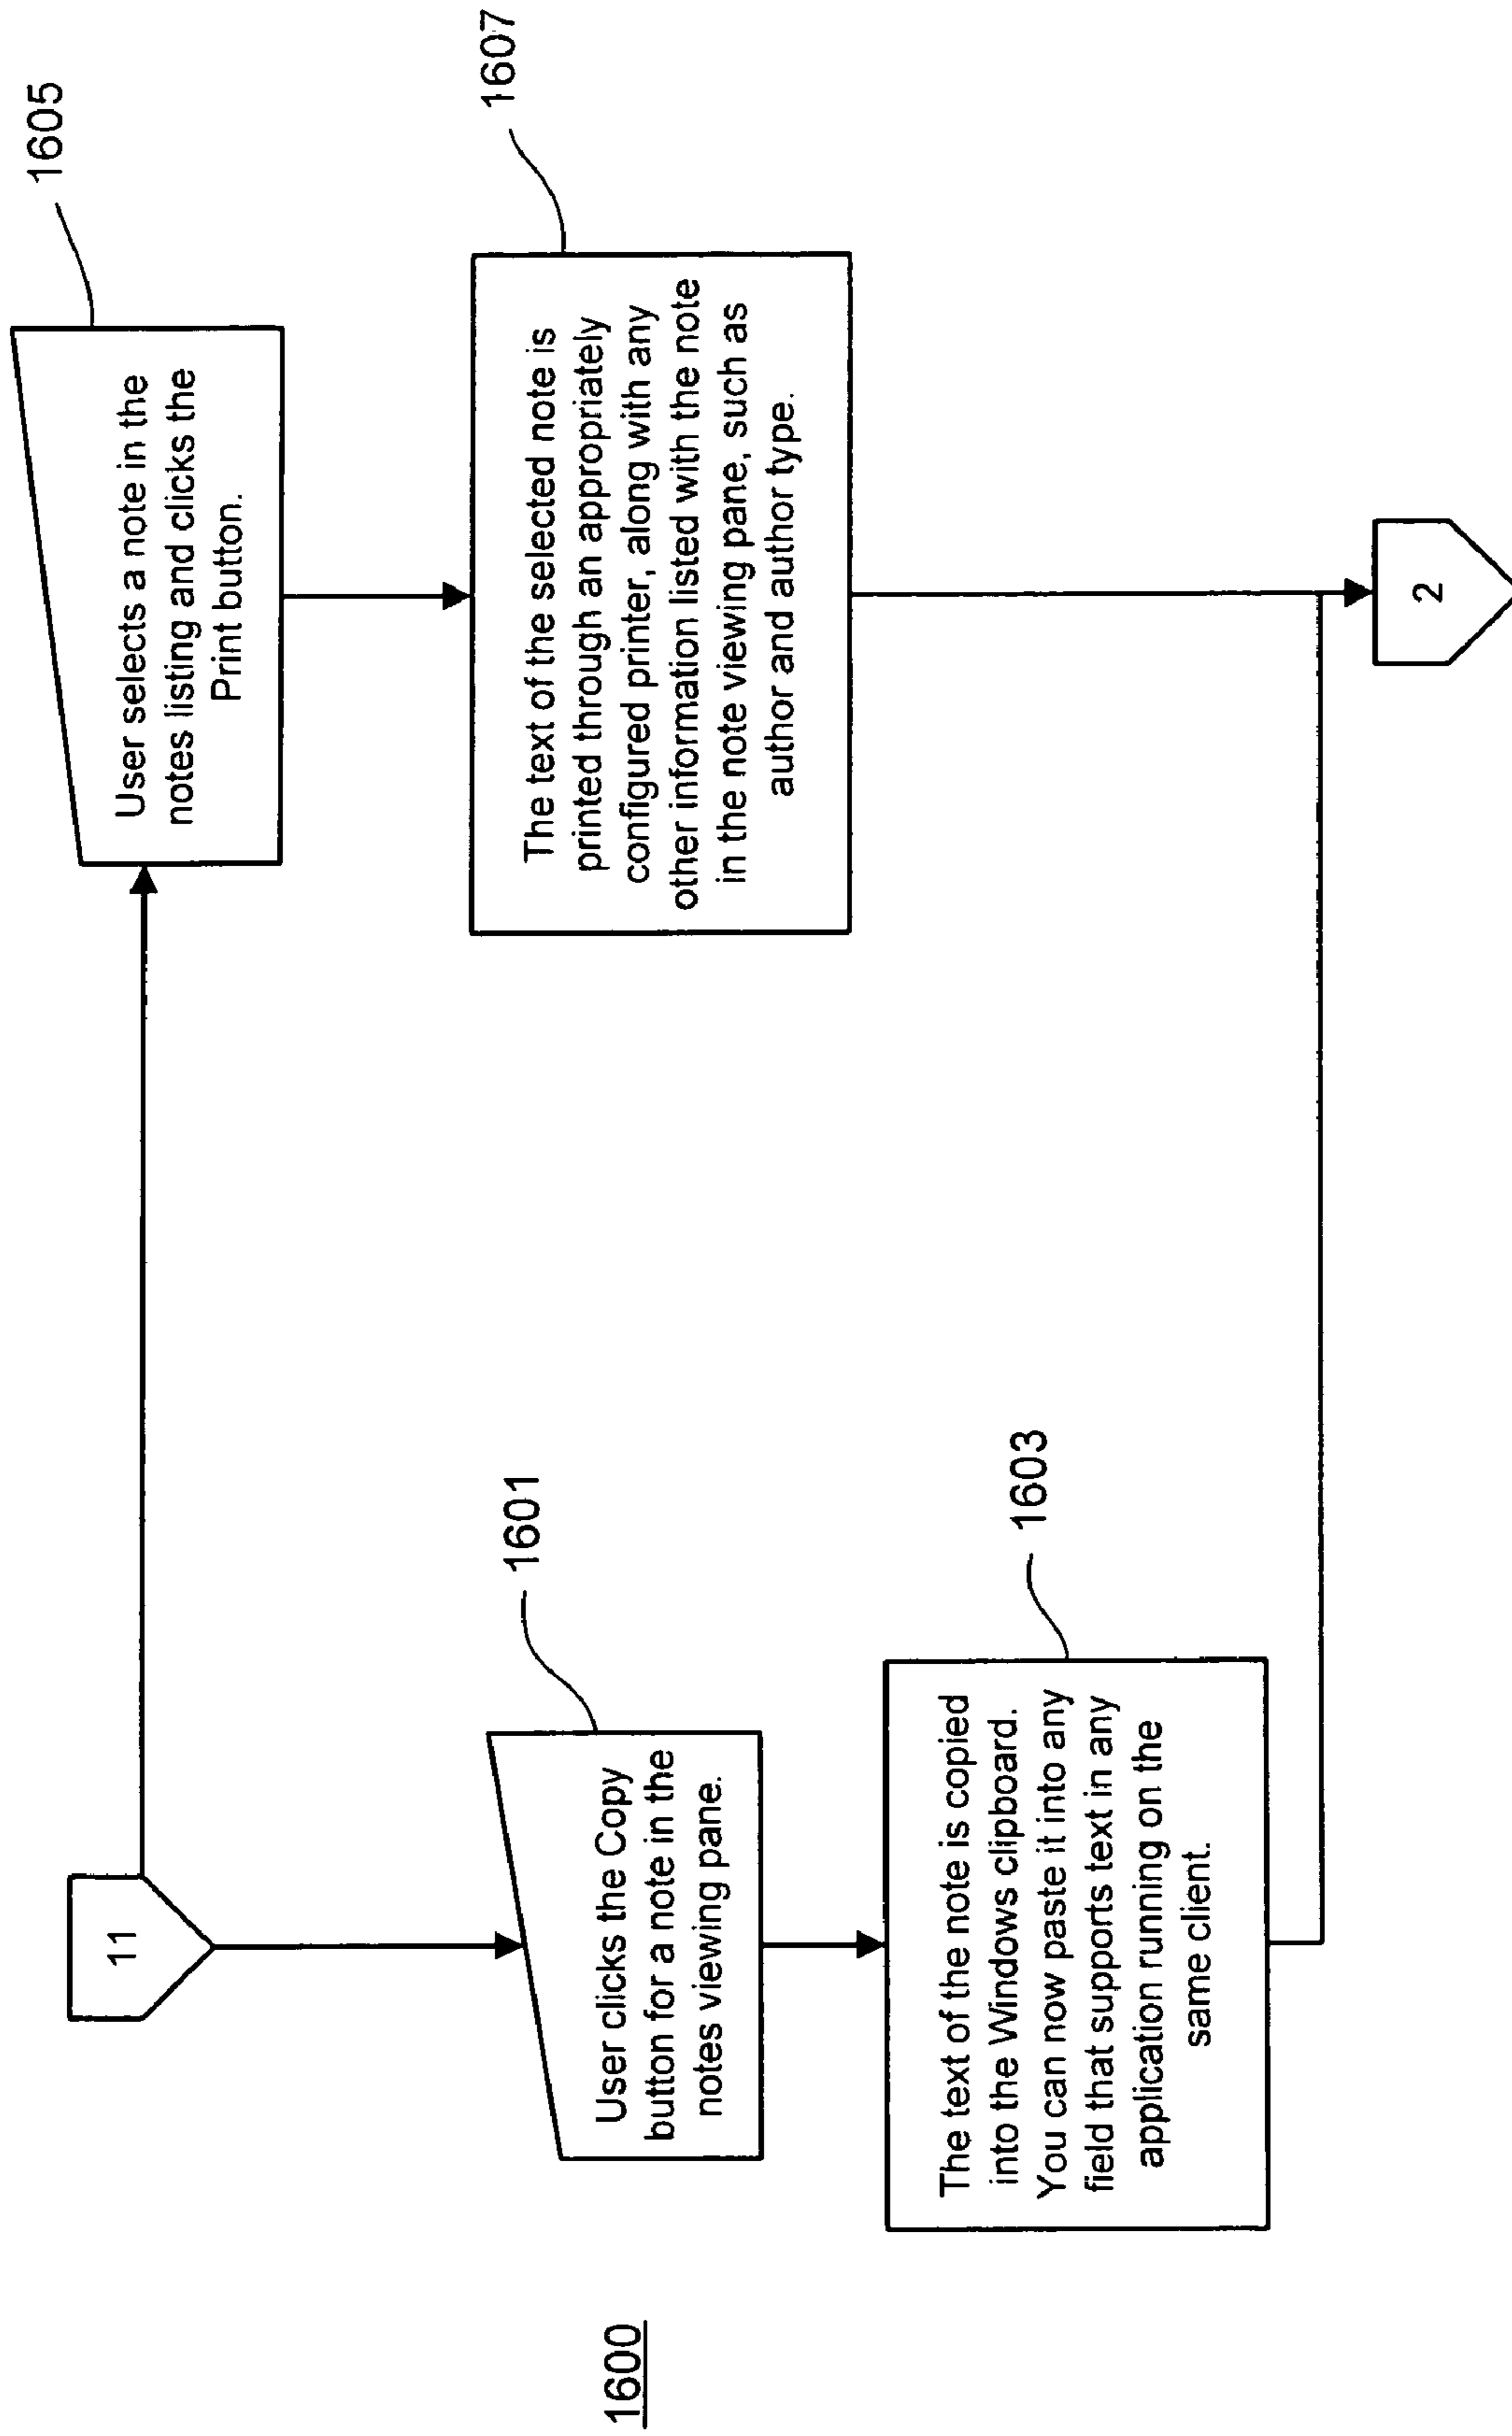 1600
11
1601
User clicks the Copy
button for a note in the
notes viewing pane.
1603
The text of the note is copied
into the Windows clipboard.
You can now paste it into any
field that supports text in any
application running on the
same client.
1605
User selects a note in the
notes listing and clicks the
Print button.
1607
The text of the selected note is
printed through an appropriately
configured printer, along with any
other information listed with the note
in the note viewing pane, such as
author and author type.
2